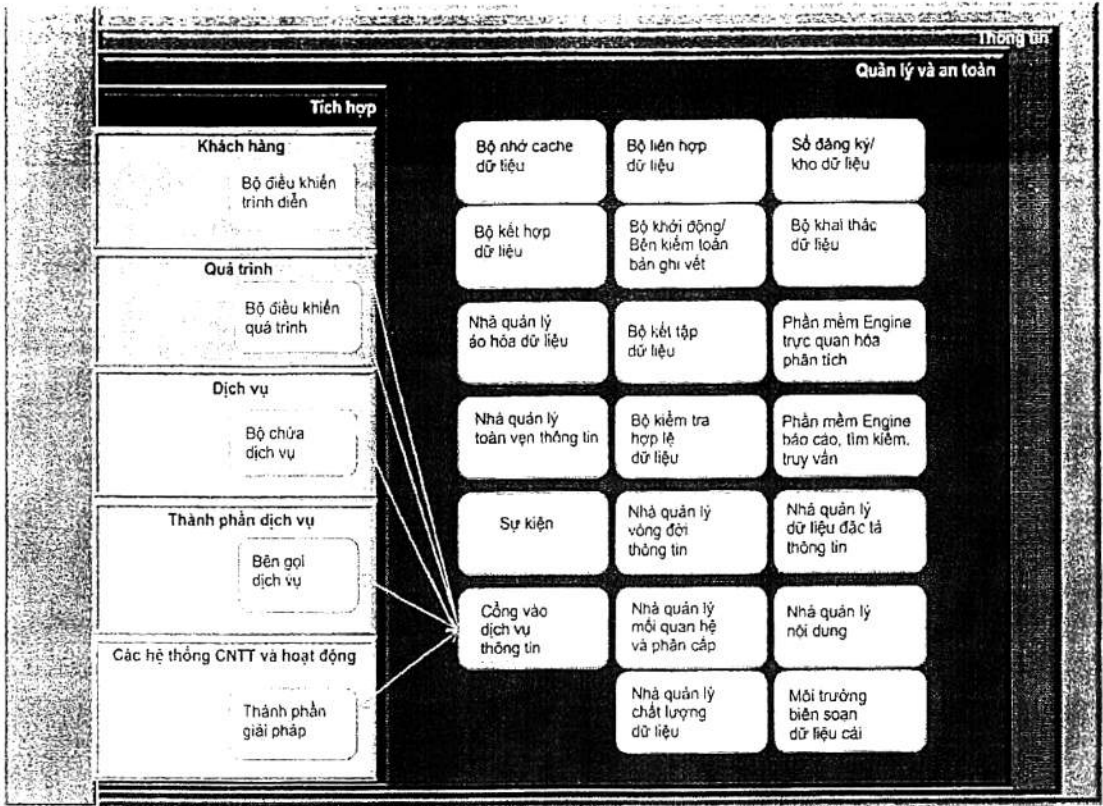 Thông tin
Quản lý và an toàn
Tích hợp
Khách hàng
Bộ điều khiển
trình diễn
Quá trình
Bộ điều khiển
quá trình
Dịch vụ
Bộ chứa
dịch vụ
Thành phần dịch vụ
Bên gọi
dịch vụ
Các hệ thống CNTT và hoạt động
Thành phần
giải pháp
Bộ nhớ cache
dữ liệu
Bộ liên hợp
dữ liệu
Sổ đăng ký/
kho dữ liệu
Bộ kết hợp
dữ liệu
Bộ khởi động/
Bên kiểm toán
bản ghi vết
Bộ khai thác
dữ liệu
Nhà quản lý
ảo hóa dữ liệu
Bộ kết tập
dữ liệu
Phần mềm Engine
trực quan hóa
phân tích
Nhà quản lý
toàn vẹn thông tin
Bộ kiểm tra
hợp lệ
dữ liệu
Phần mềm Engine
báo cáo, tìm kiếm,
truy vấn
Sự kiện
Nhà quản lý
vòng đời
thông tin
Nhà quản lý
dữ liệu đặc tả
thông tin
Cổng vào
dịch vụ
thông tin
Nhà quản lý
mối quan hệ
và phân cấp
Nhà quản lý
nội dung
Nhà quản lý
chất lượng
dữ liệu
Môi trường
biên soạn
dữ liệu cái